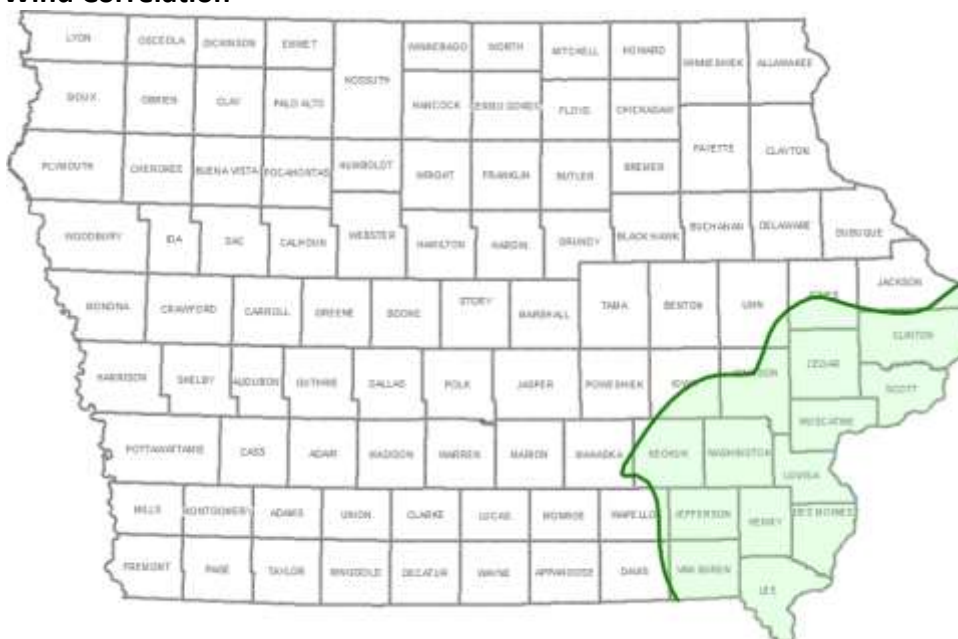 Wind Correlation
LYON OSCEOLA DICKINSON EMMET KOSSUTH WINNEBAGO WORTH MITCHELL HOWARD WINNESHIEK ALLAMAKEE
SIOUX OBRIEN CLAY PALO ALTO HANCOCK CERRO GORDO FLOYD CHICKASAW
PLYMOUTH CHEROKEE BUENA VISTA POCAHONTAS HUMBOLDT WRIGHT FRANKLIN BUTLER BREMER FAYETTE CLAYTON
WOODBURY IDA SAC CALHOUN WEBSTER HAMILTON HARDIN GRUNDY BLACK HAWK BUCHANAN DELAWARE DUBUQUE
MONONA CRAWFORD CARROLL GREENE BOONE STORY MARSHALL TAMA BENTON LINN JONES JACKSON
CLINTON
HARRISON SHELBY AUDUBON GUTHRIE DALLAS POLK JASPER POWESHIEK IOWA JOHNSON CEDAR
SCOTT
MUSCATINE
POTTAWATTAMIE CASS ADAIR MADISON WARREN MARION MAHASKA KEOKUK WASHINGTON
LOUISA
MILLS MONTGOMERY ADAMS UNION CLARKE LUCAS MONROE WAPELLO JEFFERSON HENRY DES MOINES
FREMONT PAGE TAYLOR RINGGOLD DECATUR WAYNE APPANOOSE DAVIS VAN BUREN
LEE